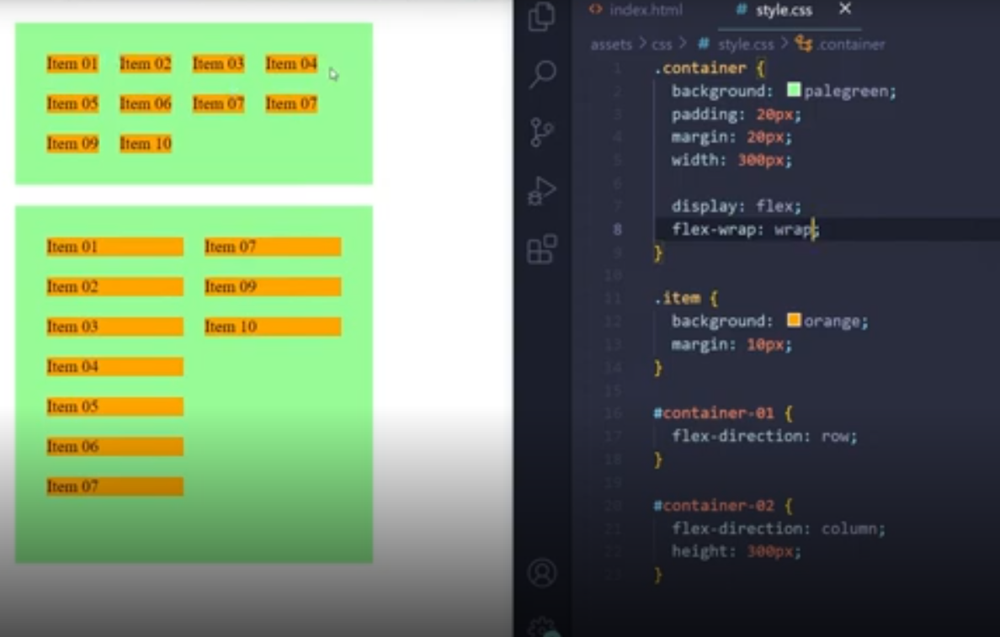 Item 01 Item 02 Item 03 Item 04
Item 05 Item 06 Item 07 Item 07
Item 09 Item 10
Item 01 Item 07
Item 02 Item 09
Item 03 Item 10
Item 04
Item 05
Item 06
Item 07
index.html # style.css ×
assets > css > # style.css > .container
1 .container {
2 background: palegreen;
3 padding: 20px;
4 margin: 20px;
5 width: 300px;
6
7 display: flex;
8 flex-wrap: wrap;
9 }
10
11 .item {
12 background: orange;
13 margin: 10px;
14 }
15
16 #container-01 {
17 flex-direction: row;
18 }
19
20 #container-02 {
21 flex-direction: column;
22 height: 300px;
23 }